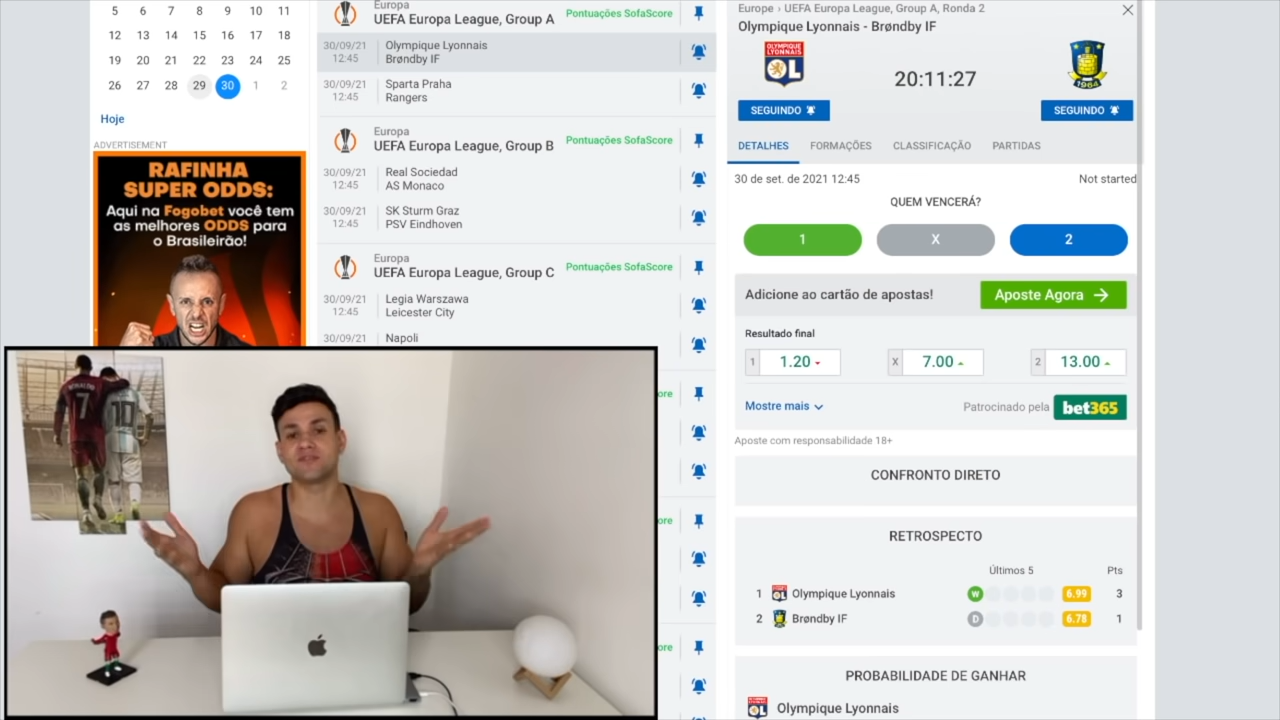 5 6 7 8 9 10 11
12 13 14 15 16 17 18
19 20 21 22 23 24 25
26 27 28 29 30 1 2
Hoje
ADVERTISEMENT
RAFINHA
SUPER ODDS:
Aqui na Fogobet você tem
as melhores ODDS para
o Brasileirão!
Europa
UEFA Europa League, Group A
Pontuações SofaScore
30/09/21
12:45
Olympique Lyonnais
Brøndby IF
30/09/21
12:45
Sparta Praha
Rangers
Europa
UEFA Europa League, Group B
Pontuações SofaScore
30/09/21
12:45
Real Sociedad
AS Monaco
30/09/21
12:45
SK Sturm Graz
PSV Eindhoven
Europa
UEFA Europa League, Group C
Pontuações SofaScore
30/09/21
12:45
Legia Warszawa
Leicester City
30/09/21
Napoli
ore
ore
ore
RONALDO
7
10
Europe › UEFA Europa League, Group A, Ronda 2
Olympique Lyonnais - Brøndby IF
OLYMPIQUE
LYONNAIS
OL
20:11:27
1964
SEGUINDO
SEGUINDO
DETALHES FORMAÇÕES CLASSIFICAÇÃO PARTIDAS
30 de set. de 2021 12:45
Not started
QUEM VENCERÁ?
1 X 2
Adicione ao cartão de apostas!
Aposte Agora
Resultado final
1 1.20
X 7.00
2 13.00
Mostre mais
Patrocinado pela
bet365
Aposte com responsabilidade 18+
CONFRONTO DIRETO
RETROSPECTO
Últimos 5 Pts
1 Olympique Lyonnais W 6.99 3
2 Brøndby IF D 6.78 1
PROBABILIDADE DE GANHAR
Olympique Lyonnais